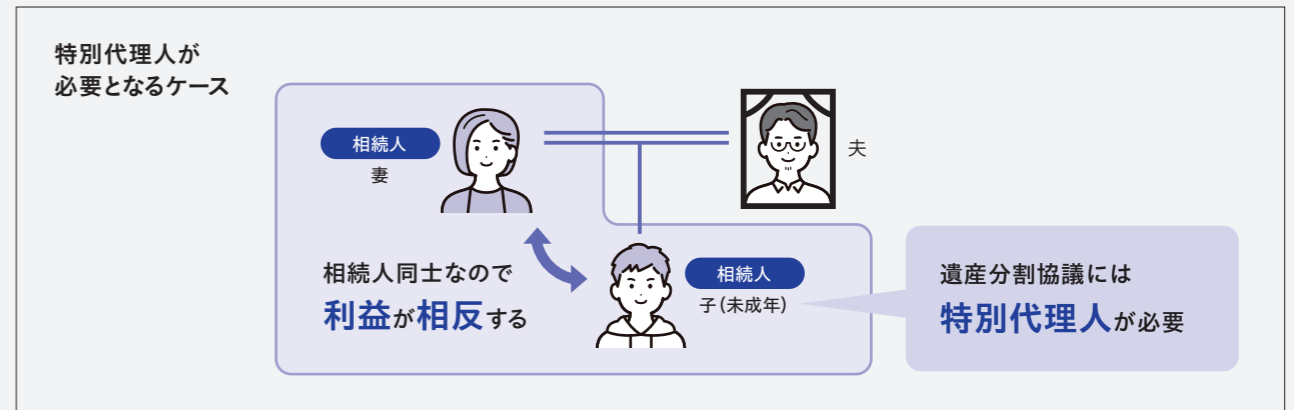 特別代理人が
必要となるケース
相続人
妻
夫
相続人同士なので
利益が相反する
相続人
子(未成年)
遺産分割協議には
特別代理人が必要